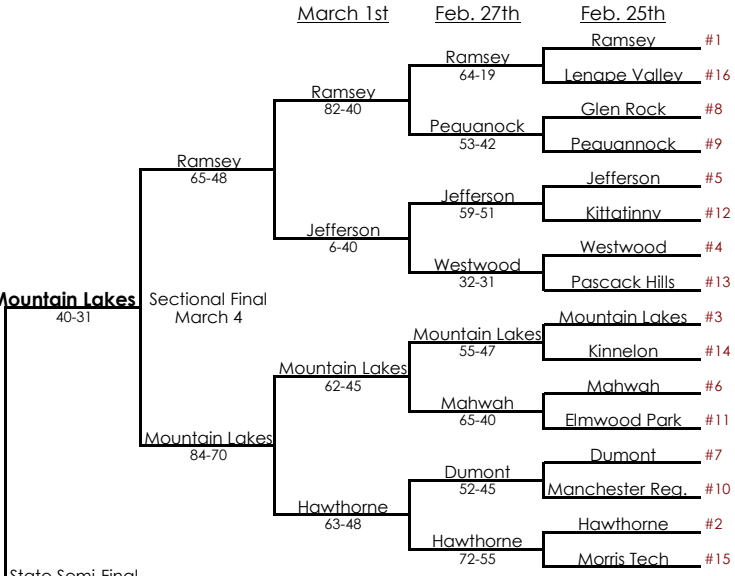 March 1st Feb. 27th Feb. 25th
Ramsey #1
Ramsey
64-19
Lenape Valley #16
Ramsey
82-40
Glen Rock #8
Pequanock
53-42
Pequannock #9
Ramsey
65-48
Jefferson #5
Jefferson
59-51
Kittatinny #12
Jefferson
6-40
Westwood #4
Westwood
32-31
Pascack Hills #13
Mountain Lakes
40-31
Sectional Final
March 4
Mountain Lakes #3
Mountain Lakes
55-47
Kinnelon #14
Mountain Lakes
62-45
Mahwah #6
Mahwah
65-40
Elmwood Park #11
Mountain Lakes
84-70
Dumont #7
Dumont
52-45
Manchester Reg. #10
Hawthorne
63-48
Hawthorne #2
Hawthorne
72-55
Morris Tech #15
State Semi-Final